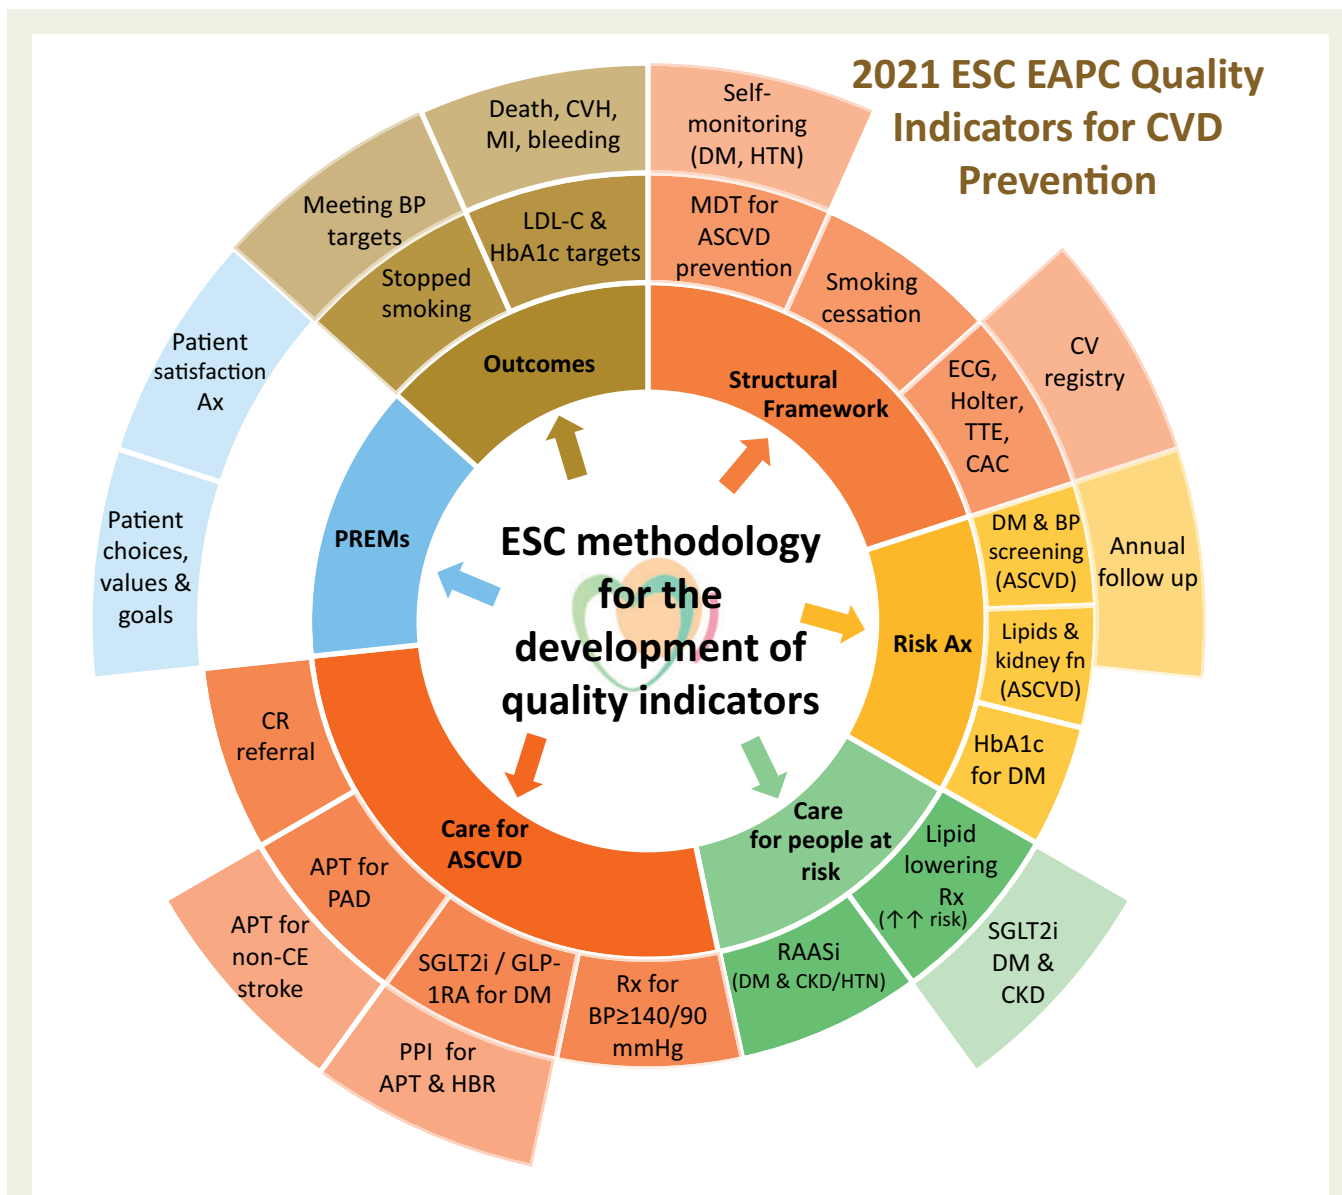 2021 ESC EAPC Quality
Indicators for CVD
Prevention
ESC methodology
for the
development of
quality indicators
Structural
Framework
MDT for
ASCVD
prevention
Self-
monitoring
(DM, HTN)
Smoking
cessation
ECG,
Holter,
TTE,
CAC
CV
registry
Risk Ax
DM & BP
screening
(ASCVD)
Lipids &
kidney fn
(ASCVD)
HbA1c
for DM
Annual
follow up
Care
for people at
risk
Lipid
lowering
Rx
(↑↑ risk)
RAASi
(DM & CKD/HTN)
SGLT2i
DM &
CKD
Care for
ASCVD
Rx for
BP≥140/90
mmHg
SGLT2i / GLP-
1RA for DM
PPI for
APT & HBR
APT for
PAD
APT for
non-CE
stroke
CR
referral
PREMs
Patient
choices,
values &
goals
Patient
satisfaction
Ax
Outcomes
Stopped
smoking
LDL-C &
HbA1c targets
Meeting BP
targets
Death, CVH,
MI, bleeding